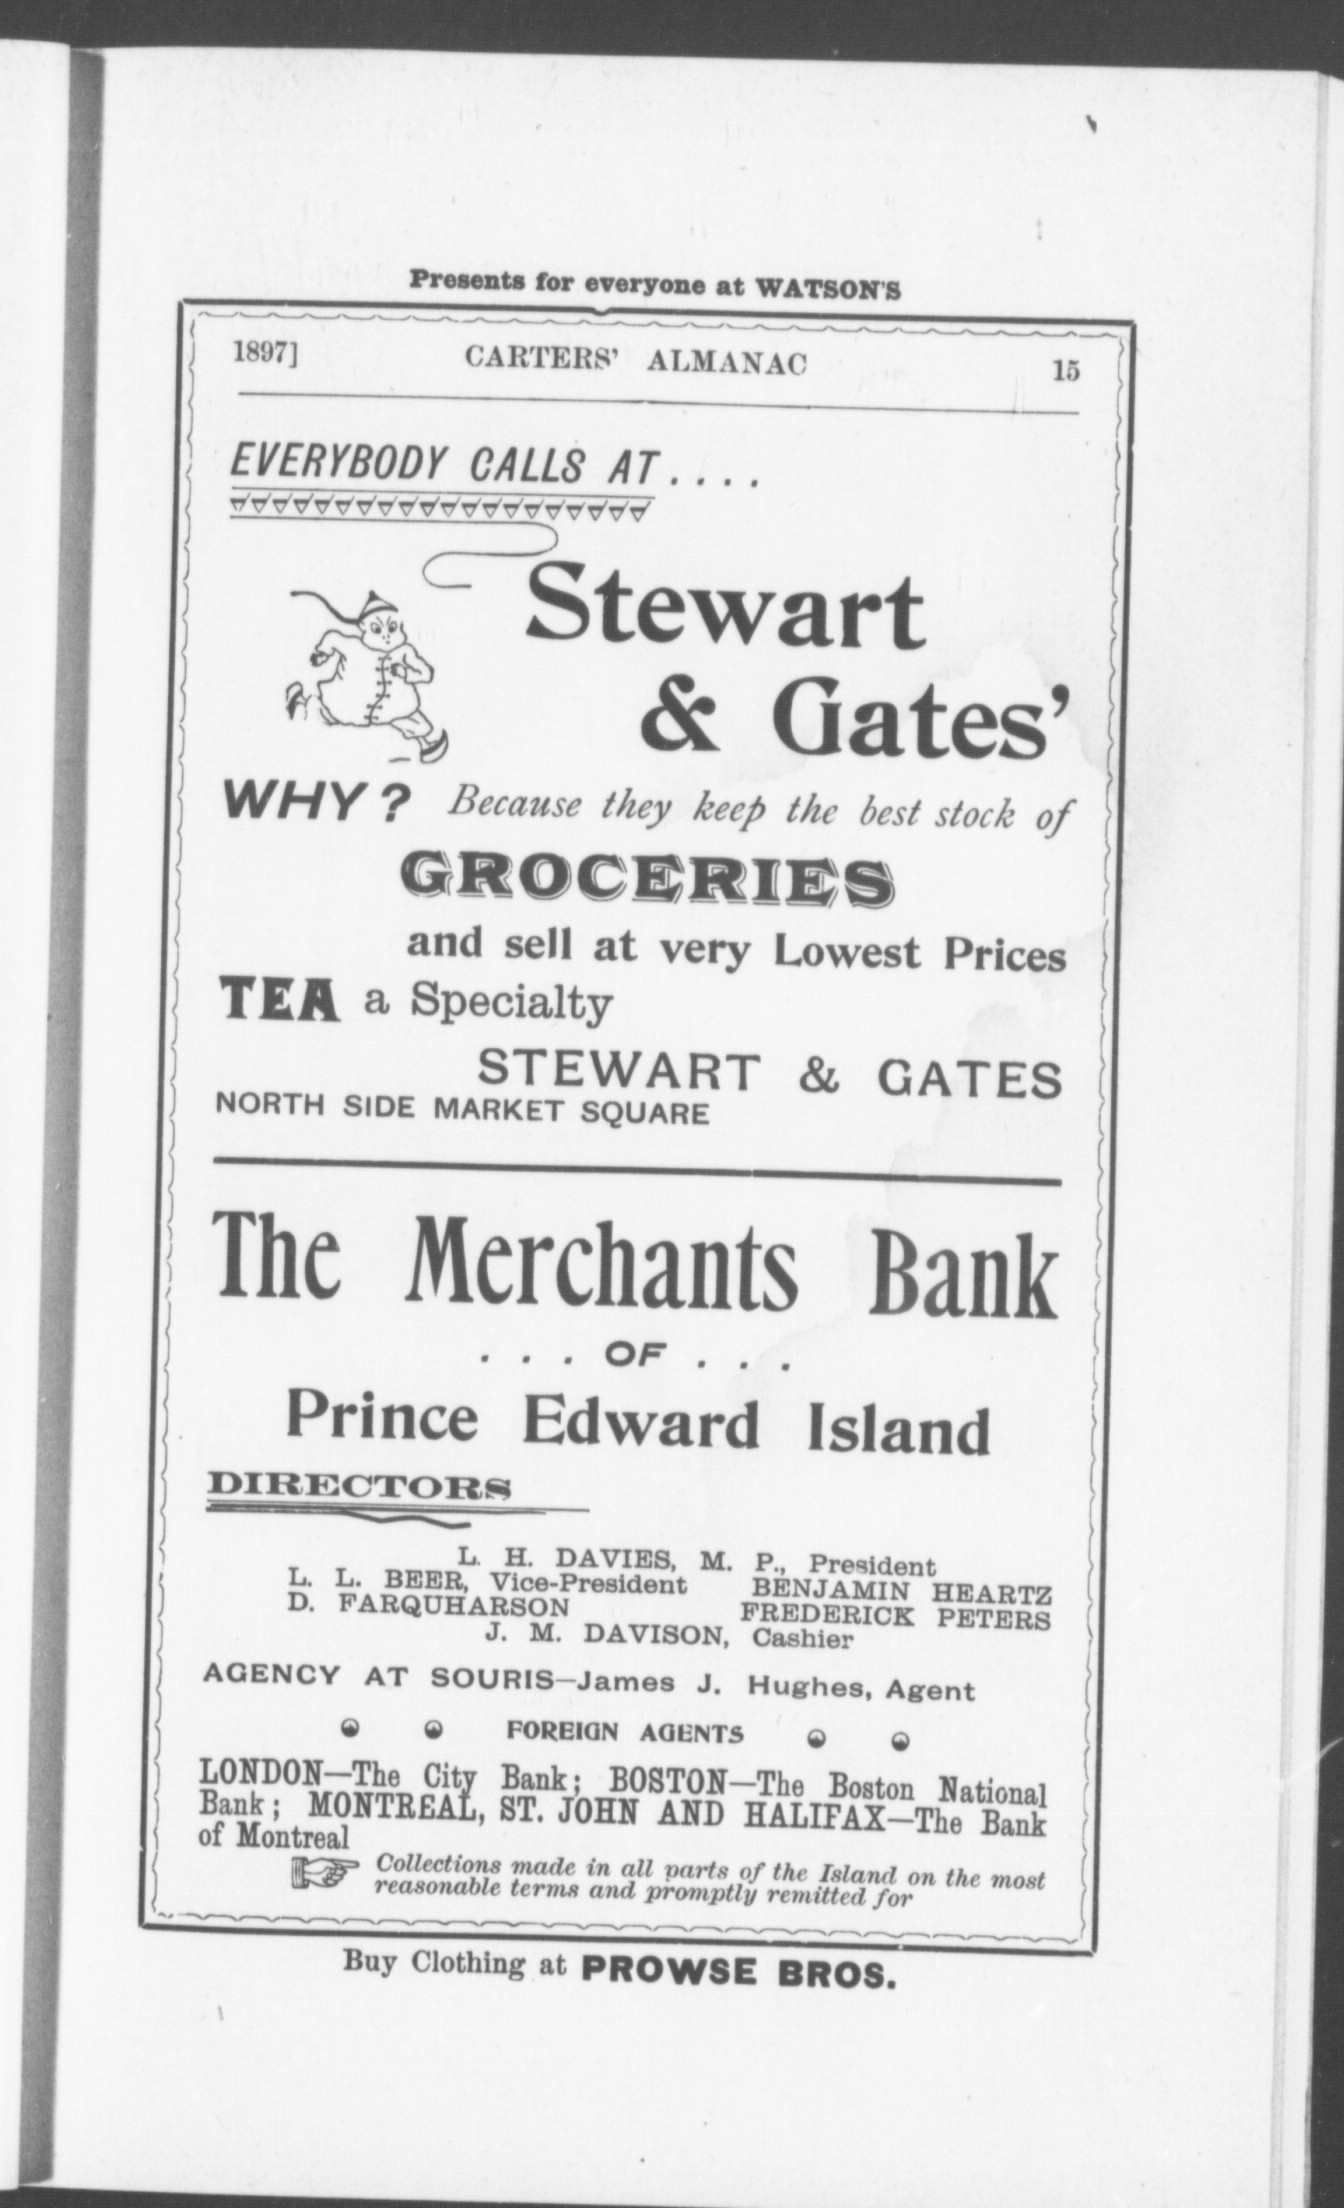 Presents for everyone at WATSON'S
1897] CARTERS' ALMANAC 15
EVERYBODY CALLS AT....
Stewart
& Gates'
WHY? Because they keep the best stock of
GROCERIES
and sell at very Lowest Prices
TEA a Specialty
STEWART & GATES
NORTH SIDE MARKET SQUARE
The Merchants Bank
... OF ...
Prince Edward Island
DIRECTORS
L. H. DAVIES, M. P., President
L. L. BEER, Vice-President BENJAMIN HEARTZ
D. FARQUHARSON FREDERICK PETERS
J. M. DAVISON, Cashier
AGENCY AT SOURIS—James J. Hughes, Agent
FOREIGN AGENTS
LONDON—The City Bank; BOSTON—The Boston National
Bank; MONTREAL, ST. JOHN AND HALIFAX—The Bank
of Montreal
Collections made in all parts of the Island on the most
reasonable terms and promptly remitted for
Buy Clothing at PROWSE BROS.